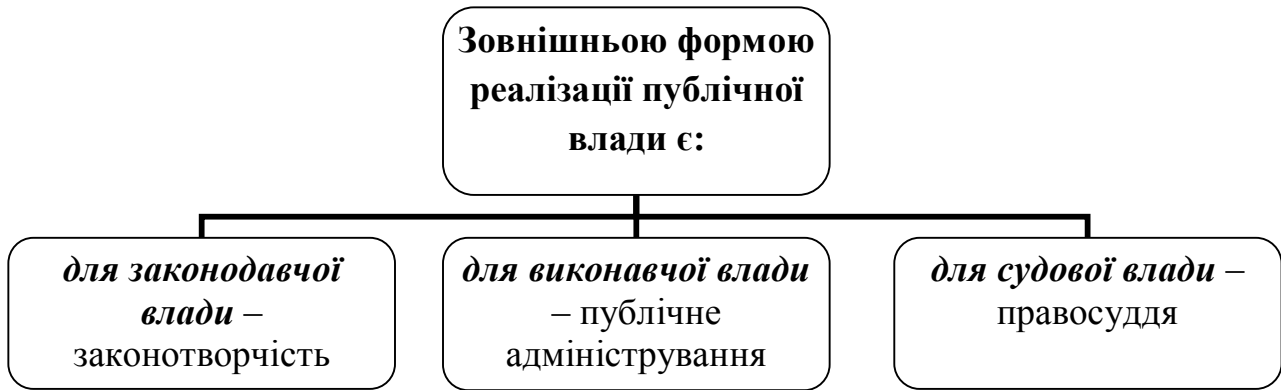 Зовнішньою формою
реалізації публічної
влади є:
для законодавчої
влади –
законотворчість
для виконавчої влади
– публічне
адміністрування
для судової влади –
правосуддя